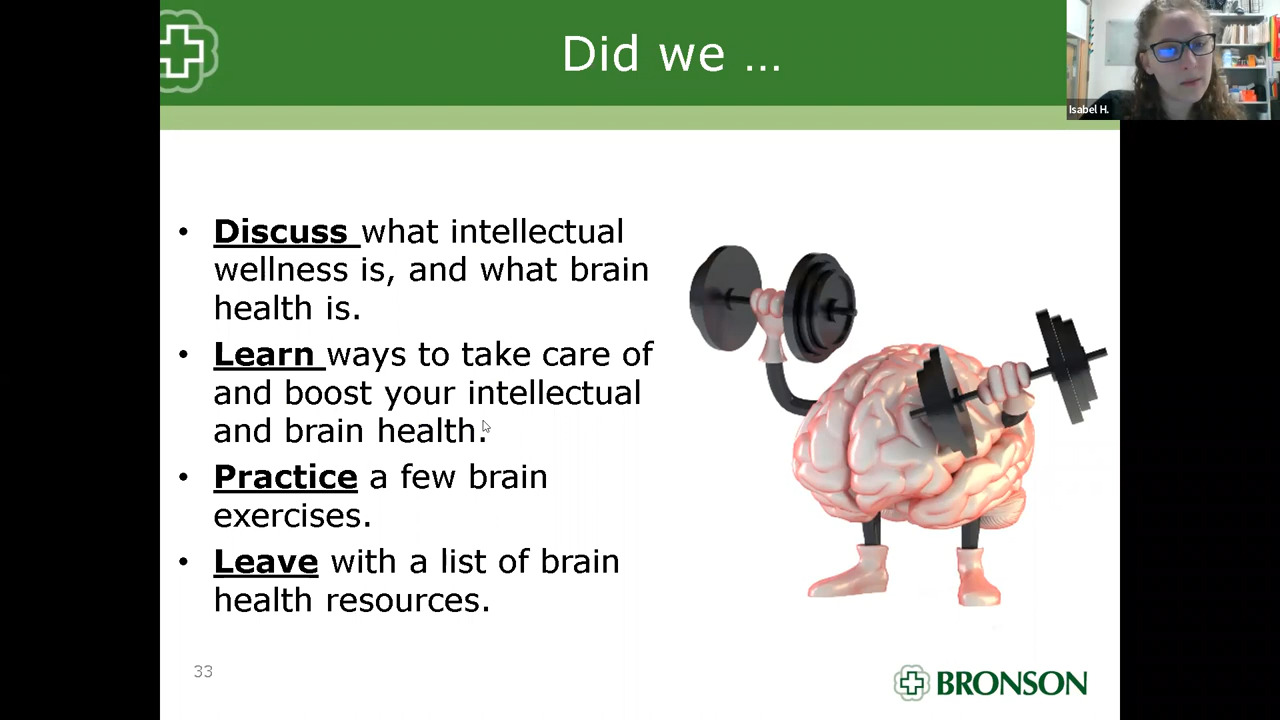 Did we ...
Isabel H.
• Discuss what intellectual
wellness is, and what brain
health is.
• Learn ways to take care of
and boost your intellectual
and brain health.
• Practice a few brain
exercises.
• Leave with a list of brain
health resources.
33
BRONSON